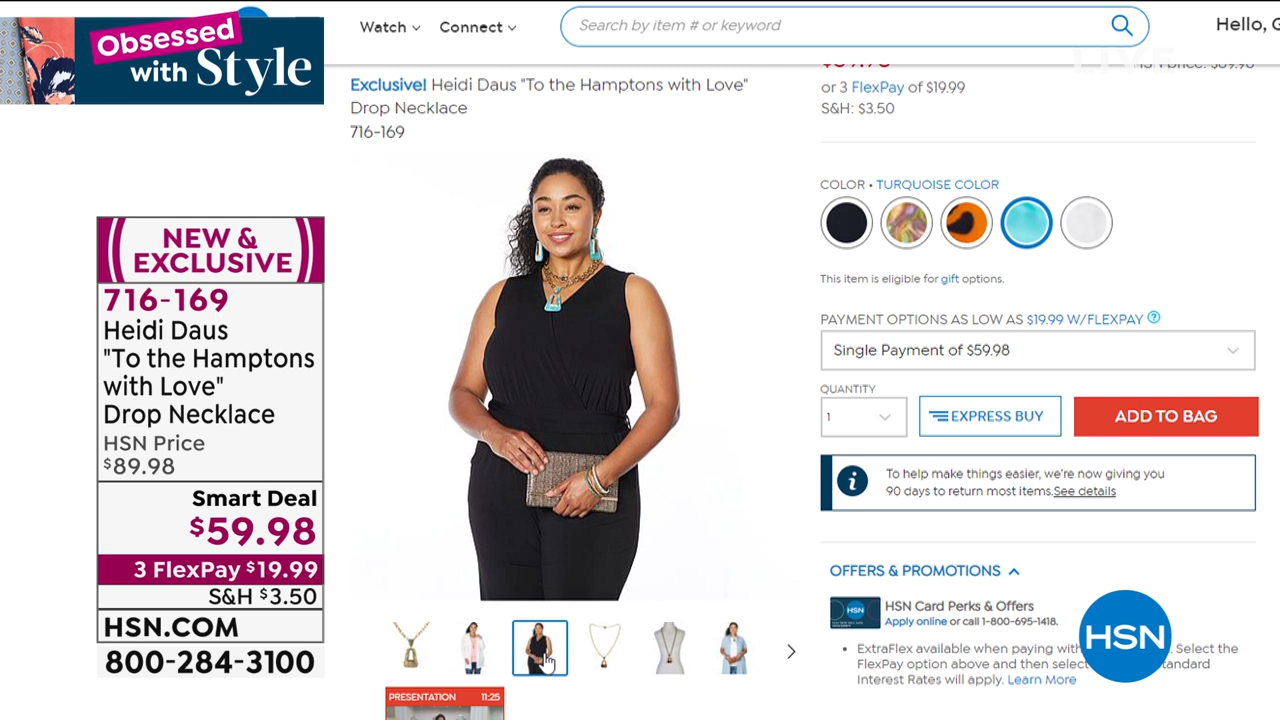 Obsessed
with Style
Watch
Connect
Search by item # or keyword
Hello,
LIVE
Exclusive! Heidi Daus "To the Hamptons with Love"
Drop Necklace
716-169
or 3 FlexPay of $19.99
S&H: $3.50
COLOR • TURQUOISE COLOR
This item is eligible for gift options.
PAYMENT OPTIONS AS LOW AS $19.99 W/FLEXPAY ?
Single Payment of $59.98
QUANTITY
1
EXPRESS BUY
ADD TO BAG
i
To help make things easier, we're now giving you
90 days to return most items. See details
OFFERS & PROMOTIONS
HSN
HSN Card Perks & Offers
Apply online or call 1-800-695-1418.
ExtraFlex available when paying with
Select the
FlexPay option above and then select
Interest Rates will apply. Learn More
HSN
NEW &
EXCLUSIVE
716-169
Heidi Daus
"To the Hamptons
with Love"
Drop Necklace
HSN Price
$89.98
Smart Deal
$59.98
3 FlexPay $19.99
S&H $3.50
HSN.COM
800-284-3100
PRESENTATION 11:25